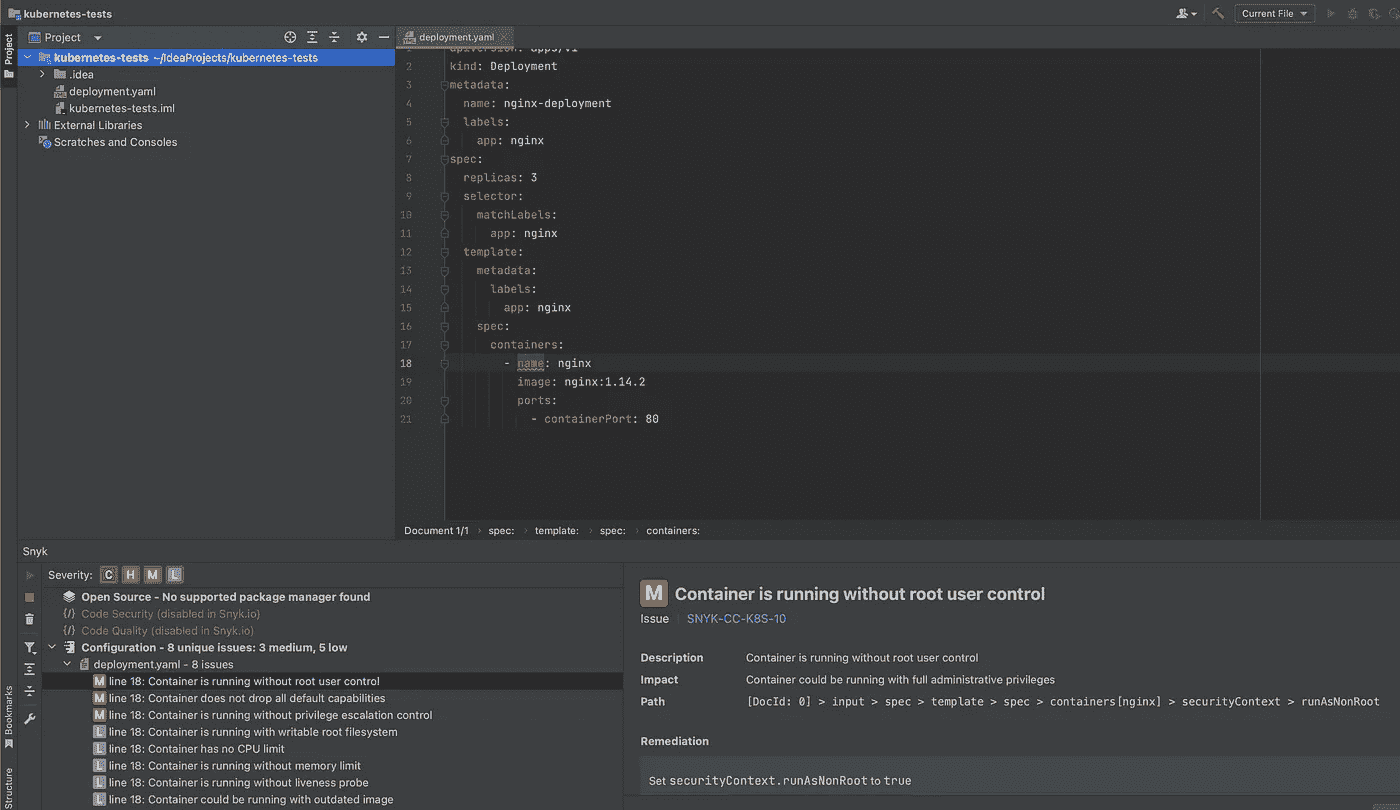 kubernetes-tests
Current File
Project
Project
deployment.yaml
kubernetes-tests ~/IdeaProjects/kubernetes-tests
.idea
deployment.yaml
kubernetes-tests.iml
External Libraries
Scratches and Consoles
1 apiVersion: apps/v1
2 kind: Deployment
3 metadata:
4 name: nginx-deployment
5 labels:
6 app: nginx
7 spec:
8 replicas: 3
9 selector:
10 matchLabels:
11 app: nginx
12 template:
13 metadata:
14 labels:
15 app: nginx
16 spec:
17 containers:
18 - name: nginx
19 image: nginx:1.14.2
20 ports:
21 - containerPort: 80
Document 1/1 › spec: › template: › spec: › containers:
Snyk
Severity: C H M L
Open Source - No supported package manager found
Code Security (disabled in Snyk.io)
Code Quality (disabled in Snyk.io)
Configuration - 8 unique issues: 3 medium, 5 low
deployment.yaml - 8 issues
M line 18: Container is running without root user control
M line 18: Container does not drop all default capabilities
M line 18: Container is running without privilege escalation control
L line 18: Container is running with writable root filesystem
L line 18: Container has no CPU limit
L line 18: Container is running without memory limit
L line 18: Container is running without liveness probe
L line 18: Container could be running with outdated image
Bookmarks
Structure
M Container is running without root user control
Issue SNYK-CC-K8S-10
Description Container is running without root user control
Impact Container could be running with full administrative privileges
Path [DocId: 0] > input > spec > template > spec > containers[nginx] > securityContext > runAsNonRoot
Remediation
Set securityContext.runAsNonRoot to true